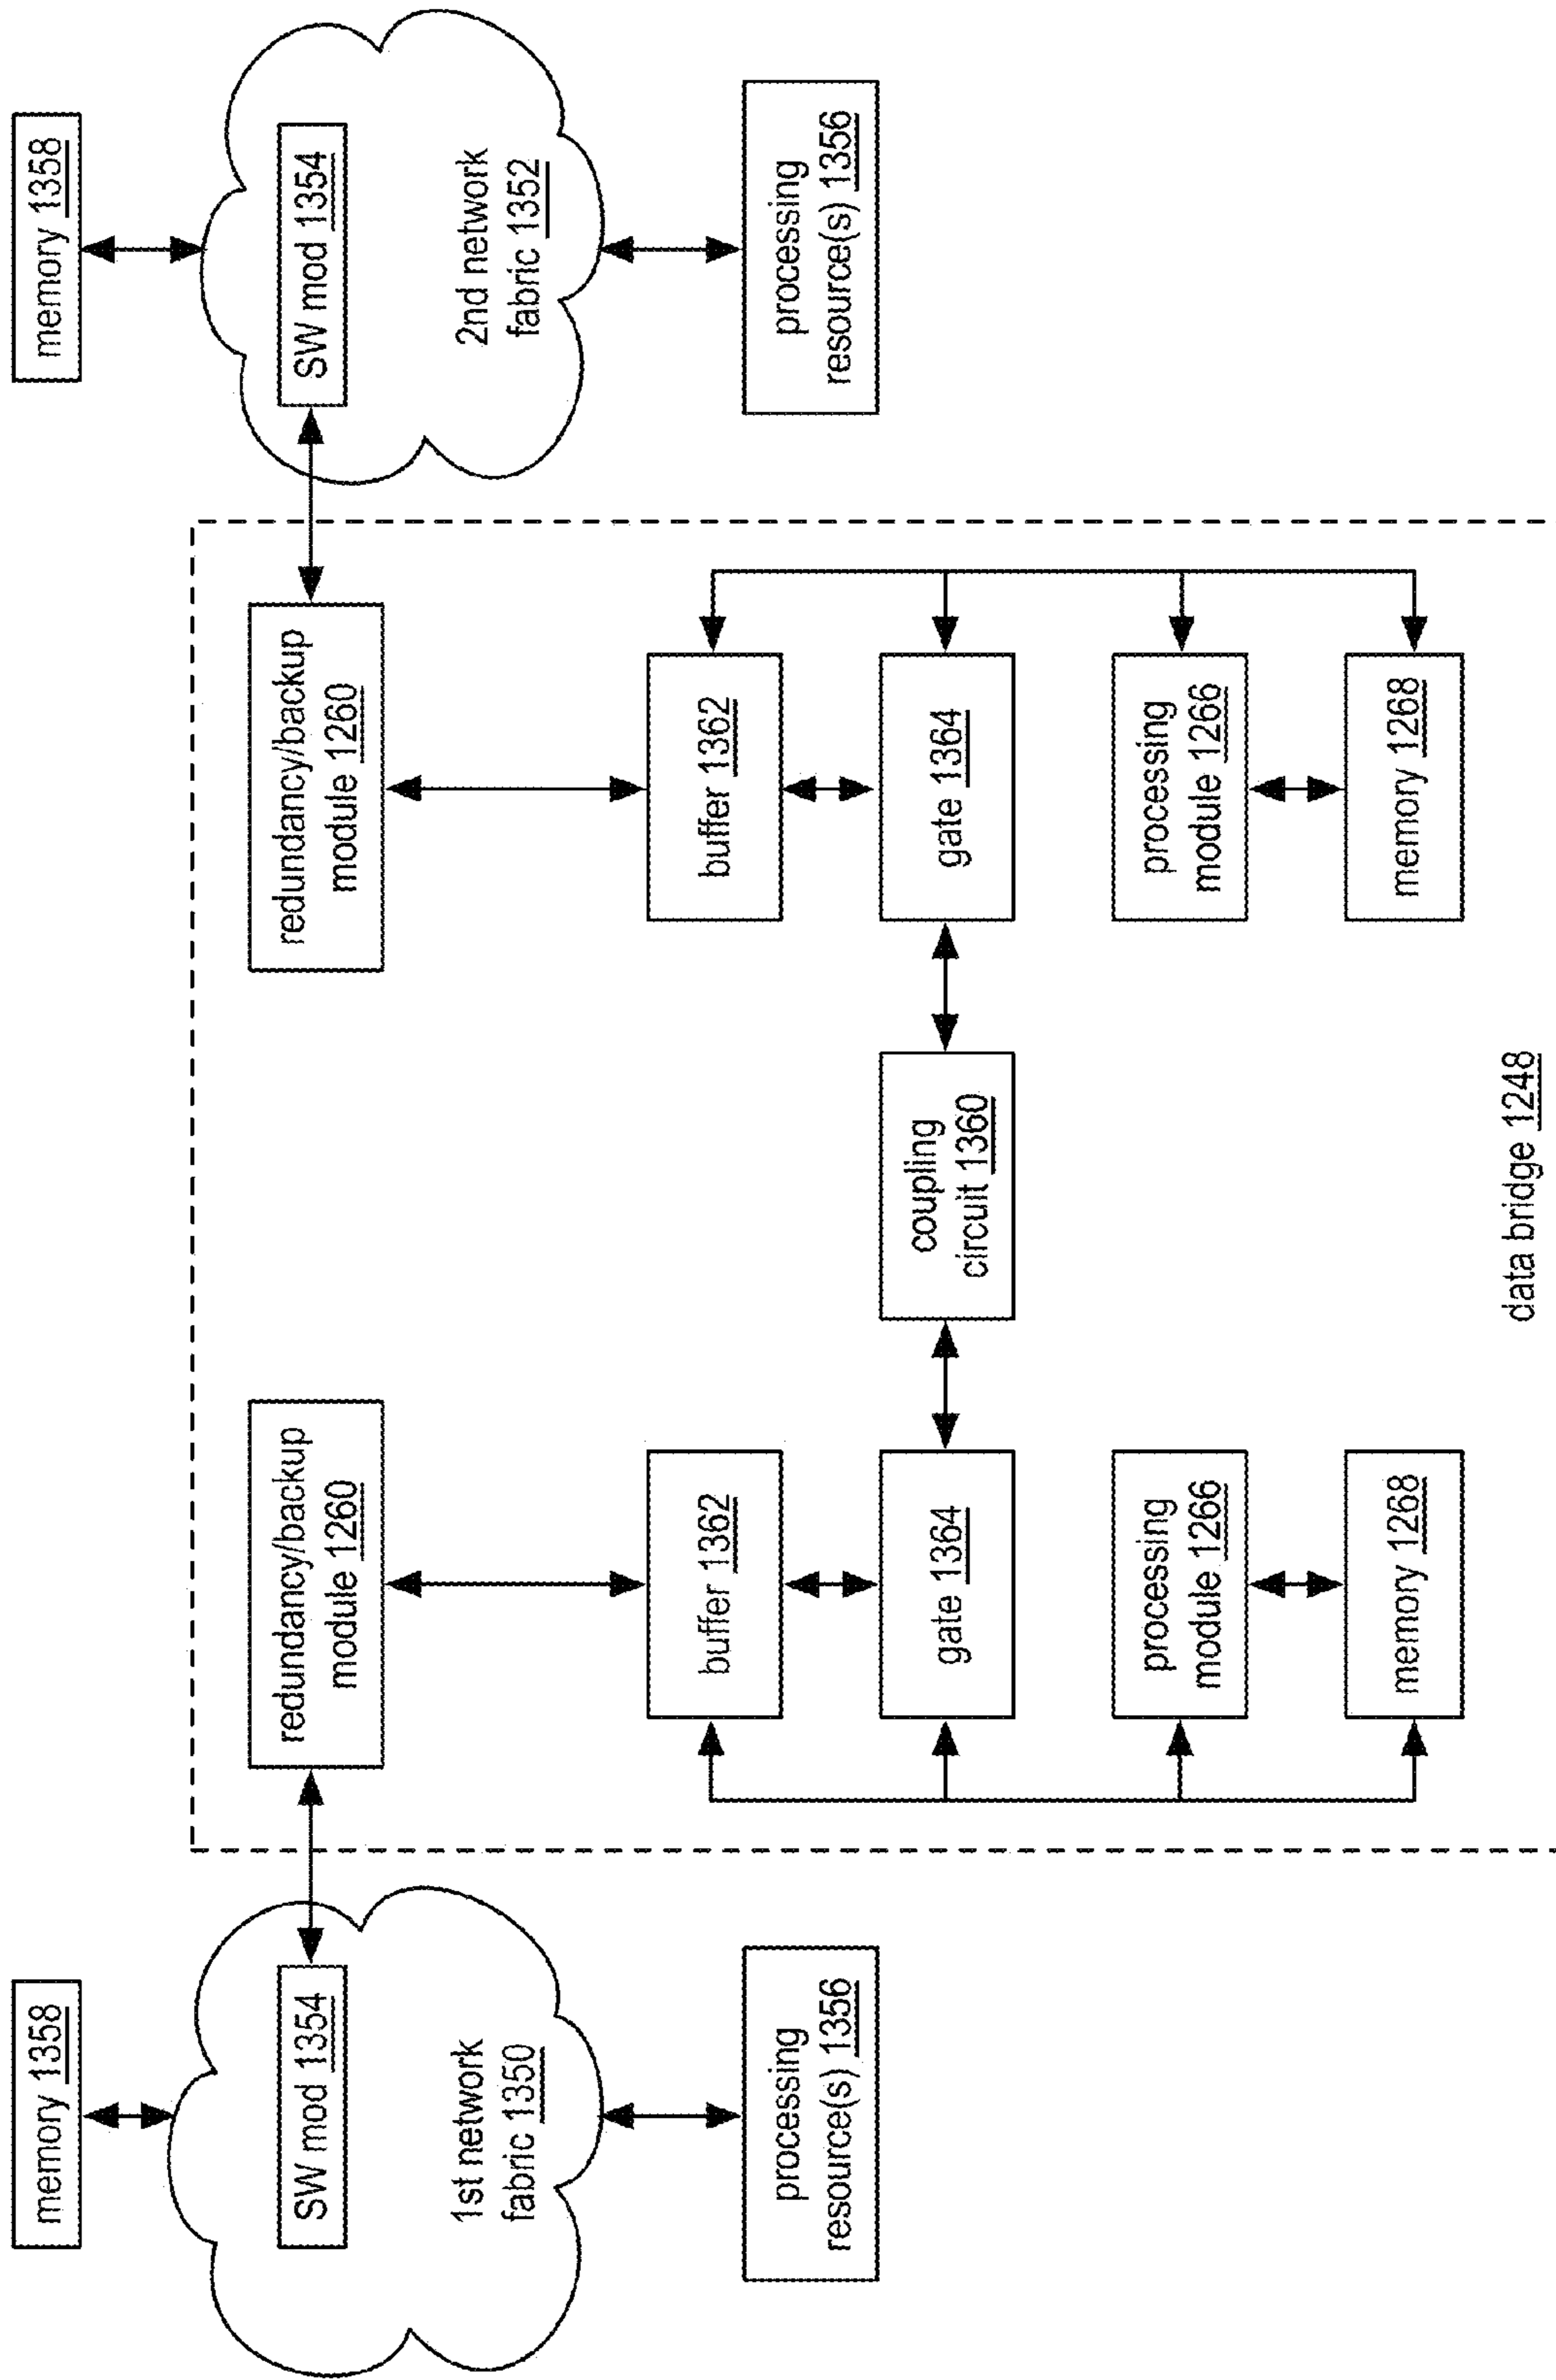 memory 1358
SW mod 1354
1st network
fabric 1350
processing
resource(s) 1356
redundancy/backup
module 1260
buffer 1362
gate 1364
processing
module 1266
memory 1268
coupling
circuit 1360
redundancy/backup
module 1260
buffer 1362
gate 1364
processing
module 1266
memory 1268
data bridge 1248
memory 1358
SW mod 1354
2nd network
fabric 1352
processing
resource(s) 1356